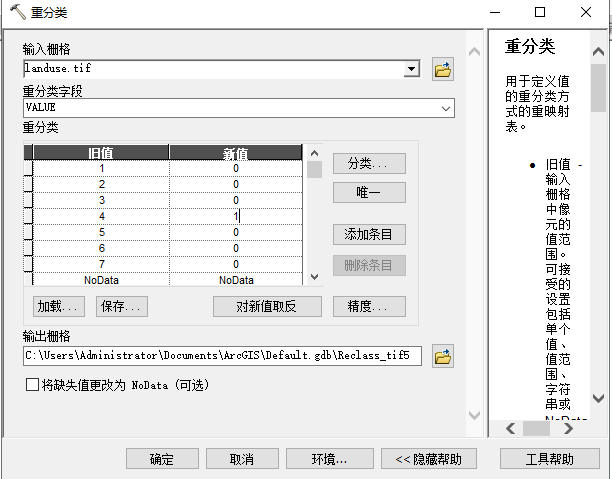 重分类
输入栅格
landuse.tif
重分类字段
VALUE
重分类
旧值 新值
1 0
2 0
3 0
4 1
5 0
6 0
7 0
NoData NoData
分类...
唯一
添加条目
删除条目
加载... 保存... 对新值取反 精度...
输出栅格
C:\Users\Administrator\Documents\ArcGIS\Default.gdb\Reclass_tif5
将缺失值更改为 NoData (可选)
确定 取消 环境... << 隐藏帮助 工具帮助
重分类
用于定义值
的重分类方
式的重映射
表。
• 旧值 -
输入
栅格
中像
元的
值范
围。
可接
受的
设置
包括
单个
值、
值范
围、
字符
串或
NoData